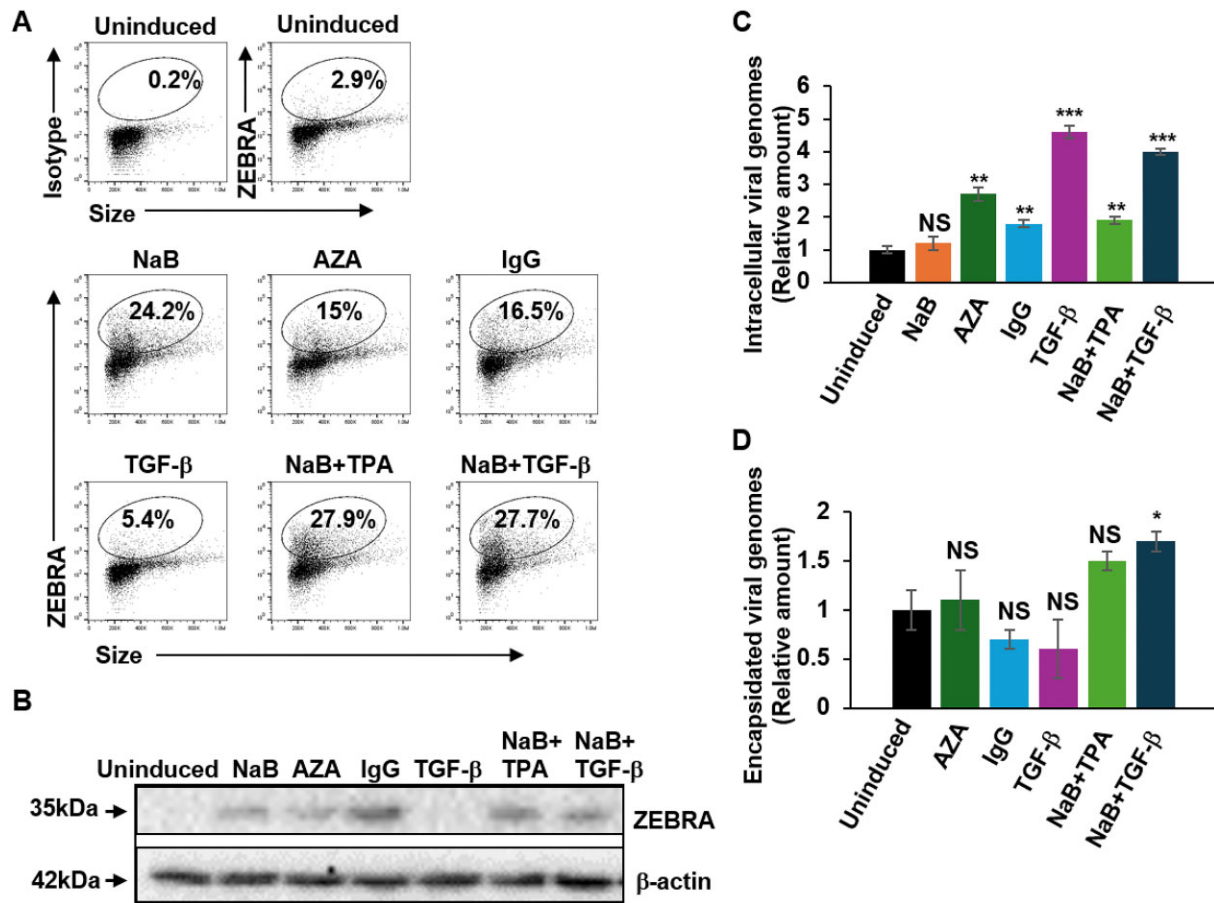 A
Uninduced
Uninduced
Isotype
0.2%
ZEBRA
2.9%
Size
NaB
AZA
IgG
24.2%
15%
16.5%
TGF-β
NaB+TPA
NaB+TGF-β
5.4%
27.9%
27.7%
ZEBRA
Size
B
Uninduced NaB AZA IgG TGF-β NaB+ TPA NaB+ TGF-β
35kDa
ZEBRA
42kDa
β-actin
C
Intracellular viral genomes
(Relative amount)
6
5
4
3
2
1
0
NS
**
**
***
**
***
Uninduced
NaB
AZA
IgG
TGF-β
NaB+TPA
NaB+TGF-β
D
Encapsidated viral genomes
(Relative amount)
2
1.5
1
0.5
0
NS
NS
NS
NS
*
Uninduced
AZA
IgG
TGF-β
NaB+TPA
NaB+TGF-β